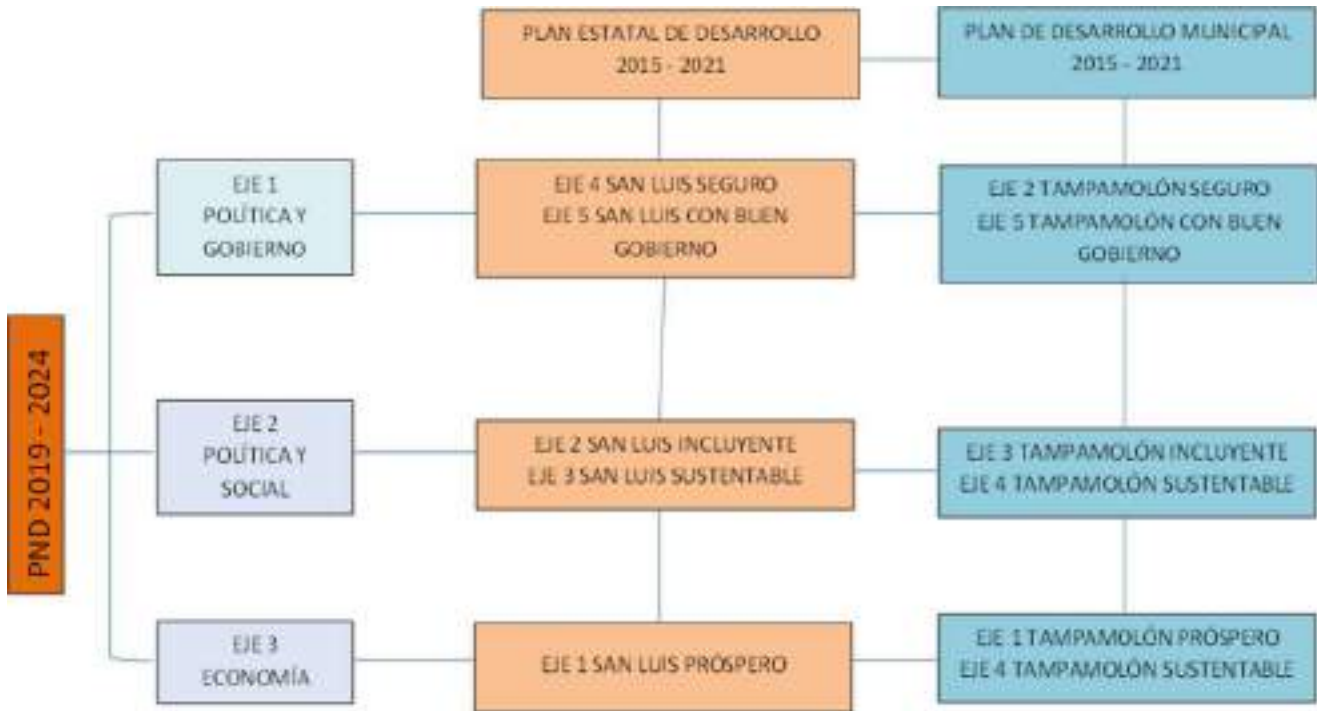 PLAN ESTATAL DE DESARROLLO
2015 - 2021
PLAN DE DESARROLLO MUNICIPAL
2015 - 2021
EJE 1
POLÍTICA Y
GOBIERNO
EJE 4 SAN LUIS SEGURO
EJE 5 SAN LUIS CON BUEN
GOBIERNO
EJE 2 TAMPAMOLÓN SEGURO
EJE 5 TAMPAMOLÓN CON BUEN
GOBIERNO
PND 2019 - 2024
EJE 2
POLÍTICA Y
SOCIAL
EJE 2 SAN LUIS INCLUYENTE
EJE 3 SAN LUIS SUSTENTABLE
EJE 3 TAMPAMOLÓN INCLUYENTE
EJE 4 TAMPAMOLÓN SUSTENTABLE
EJE 3
ECONOMÍA
EJE 1 SAN LUIS PRÓSPERO
EJE 1 TAMPAMOLÓN PRÓSPERO
EJE 4 TAMPAMOLÓN SUSTENTABLE